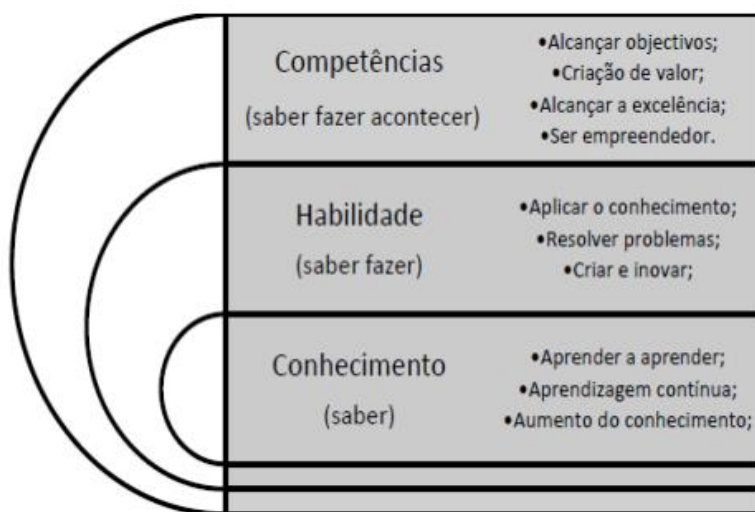 Competências
(saber fazer acontecer)
•Alcançar objectivos;
•Criação de valor;
•Alcançar a excelência;
•Ser empreendedor.
Habilidade
(saber fazer)
•Aplicar o conhecimento;
•Resolver problemas;
•Criar e inovar;
Conhecimento
(saber)
•Aprender a aprender;
•Aprendizagem contínua;
•Aumento do conhecimento;